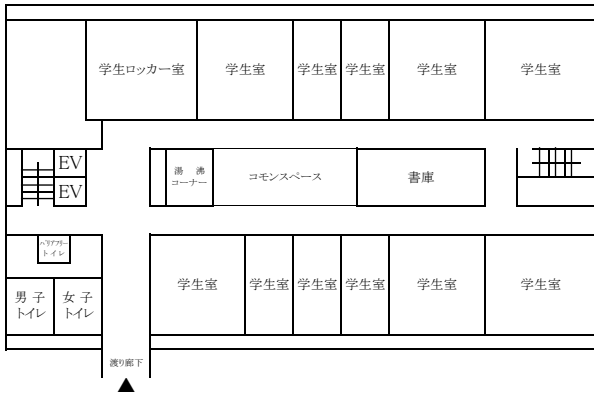 学生ロッカー室 学生室 学生室 学生室 学生室 学生室
EV
EV
湯 沸
コーナー
コモンスペース
書庫
バリアフリー
トイレ
男 子
トイレ
女 子
トイレ
学生室 学生室 学生室 学生室 学生室 学生室
渡り廊下